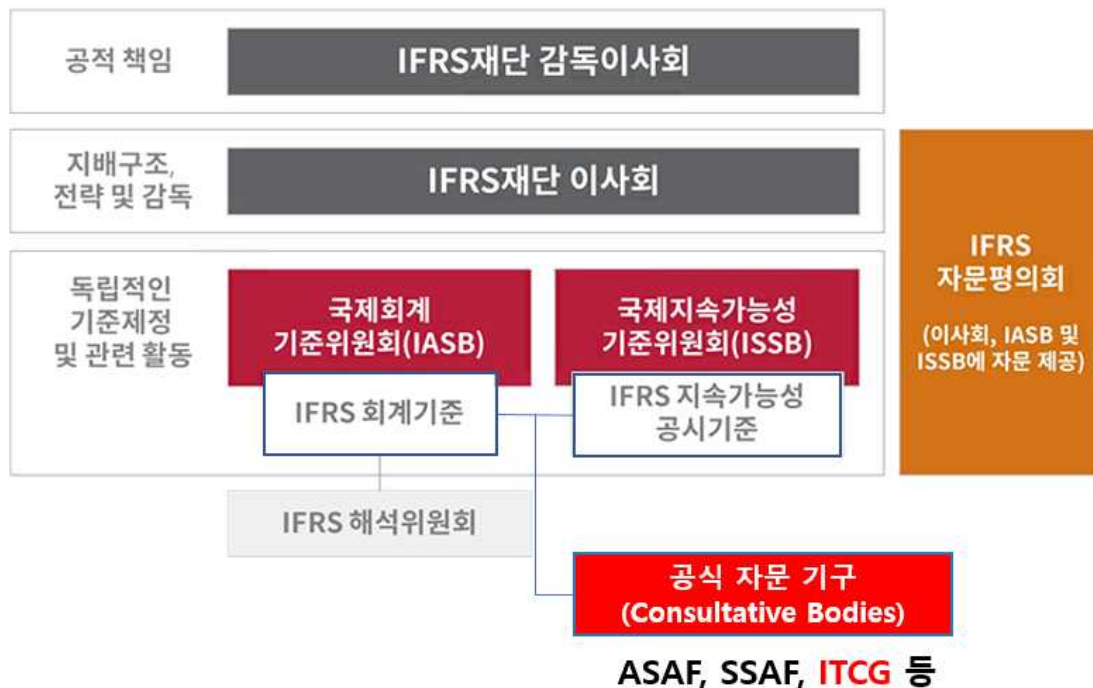 공적 책임
IFRS재단 감독이사회
지배구조,
전략 및 감독
IFRS재단 이사회
IFRS
자문평의회
(이사회, IASB 및
ISSB에 자문 제공)
독립적인
기준제정
및 관련 활동
국제회계
기준위원회(IASB)
국제지속가능성
기준위원회(ISSB)
IFRS 회계기준
IFRS 지속가능성
공시기준
IFRS 해석위원회
공식 자문 기구
(Consultative Bodies)
ASAF, SSAF, ITCG 등